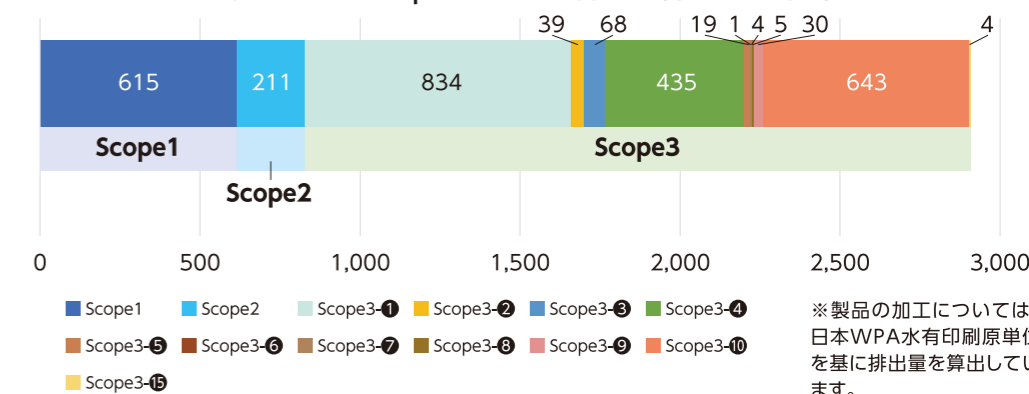 39 68 19 1 4 5 30 4
615 211 834 435 643
Scope1 Scope3
Scope2
0 500 1,000 1,500 2,000 2,500 3,000
Scope1 Scope2 Scope3-❶ Scope3-❷ Scope3-❸ Scope3-❹
Scope3-❺ Scope3-❻ Scope3-❼ Scope3-❽ Scope3-❾ Scope3-❿
Scope3-⓯
※製品の加工については
日本WPA水有印刷原単位
を基に排出量を算出してい
ます。